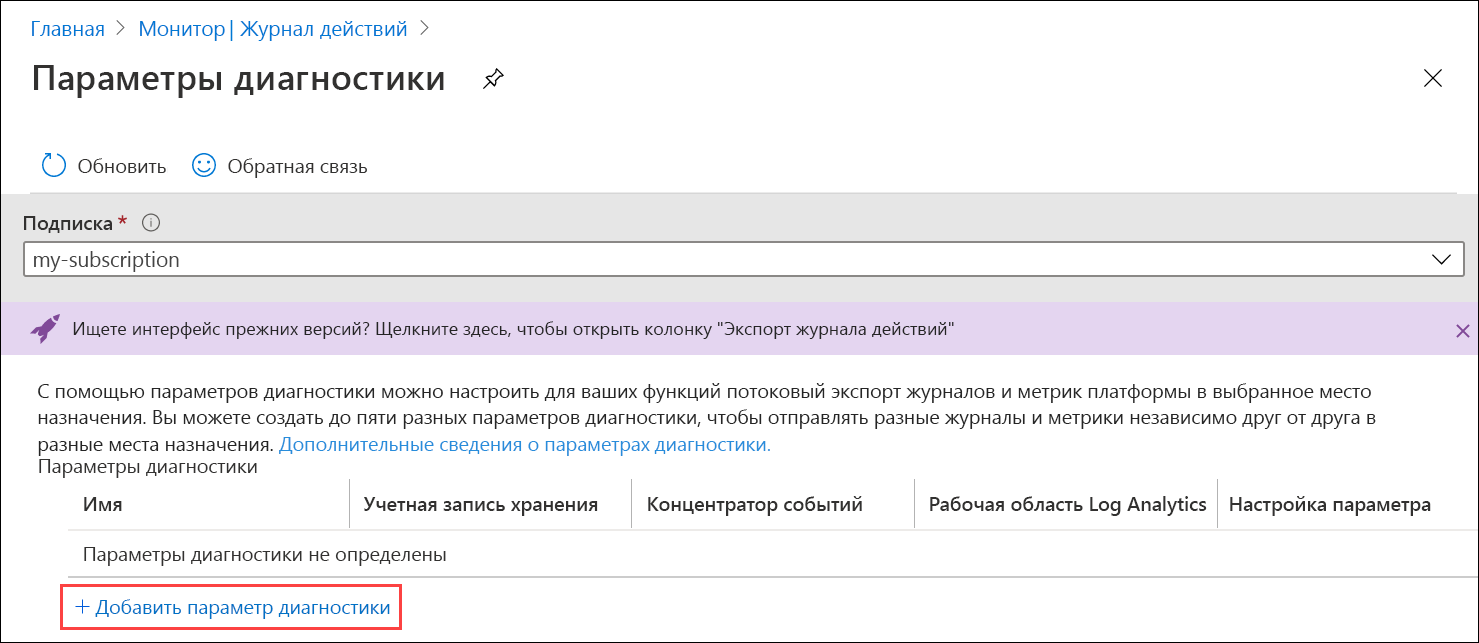 Главная > Монитор | Журнал действий >
Параметры диагностики
Обновить Обратная связь
Подписка *
my-subscription
Ищете интерфейс прежних версий? Щелкните здесь, чтобы открыть колонку "Экспорт журнала действий"
С помощью параметров диагностики можно настроить для ваших функций потоковый экспорт журналов и метрик платформы в выбранное место
назначения. Вы можете создать до пяти разных параметров диагностики, чтобы отправлять разные журналы и метрики независимо друг от друга в
разные места назначения. Дополнительные сведения о параметрах диагностики.
Параметры диагностики
Имя Учетная запись хранения Концентратор событий Рабочая область Log Analytics Настройка параметра
Параметры диагностики не определены
+ Добавить параметр диагностики